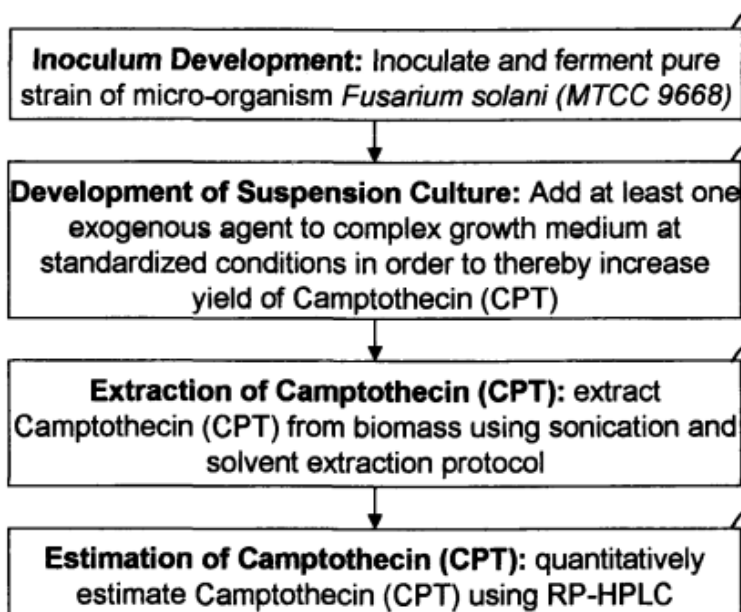 Inoculum Development: Inoculate and ferment pure
strain of micro-organism Fusarium solani (MTCC 9668)
Development of Suspension Culture: Add at least one
exogenous agent to complex growth medium at
standardized conditions in order to thereby increase
yield of Camptothecin (CPT)
Extraction of Camptothecin (CPT): extract
Camptothecin (CPT) from biomass using sonication and
solvent extraction protocol
Estimation of Camptothecin (CPT): quantitatively
estimate Camptothecin (CPT) using RP-HPLC